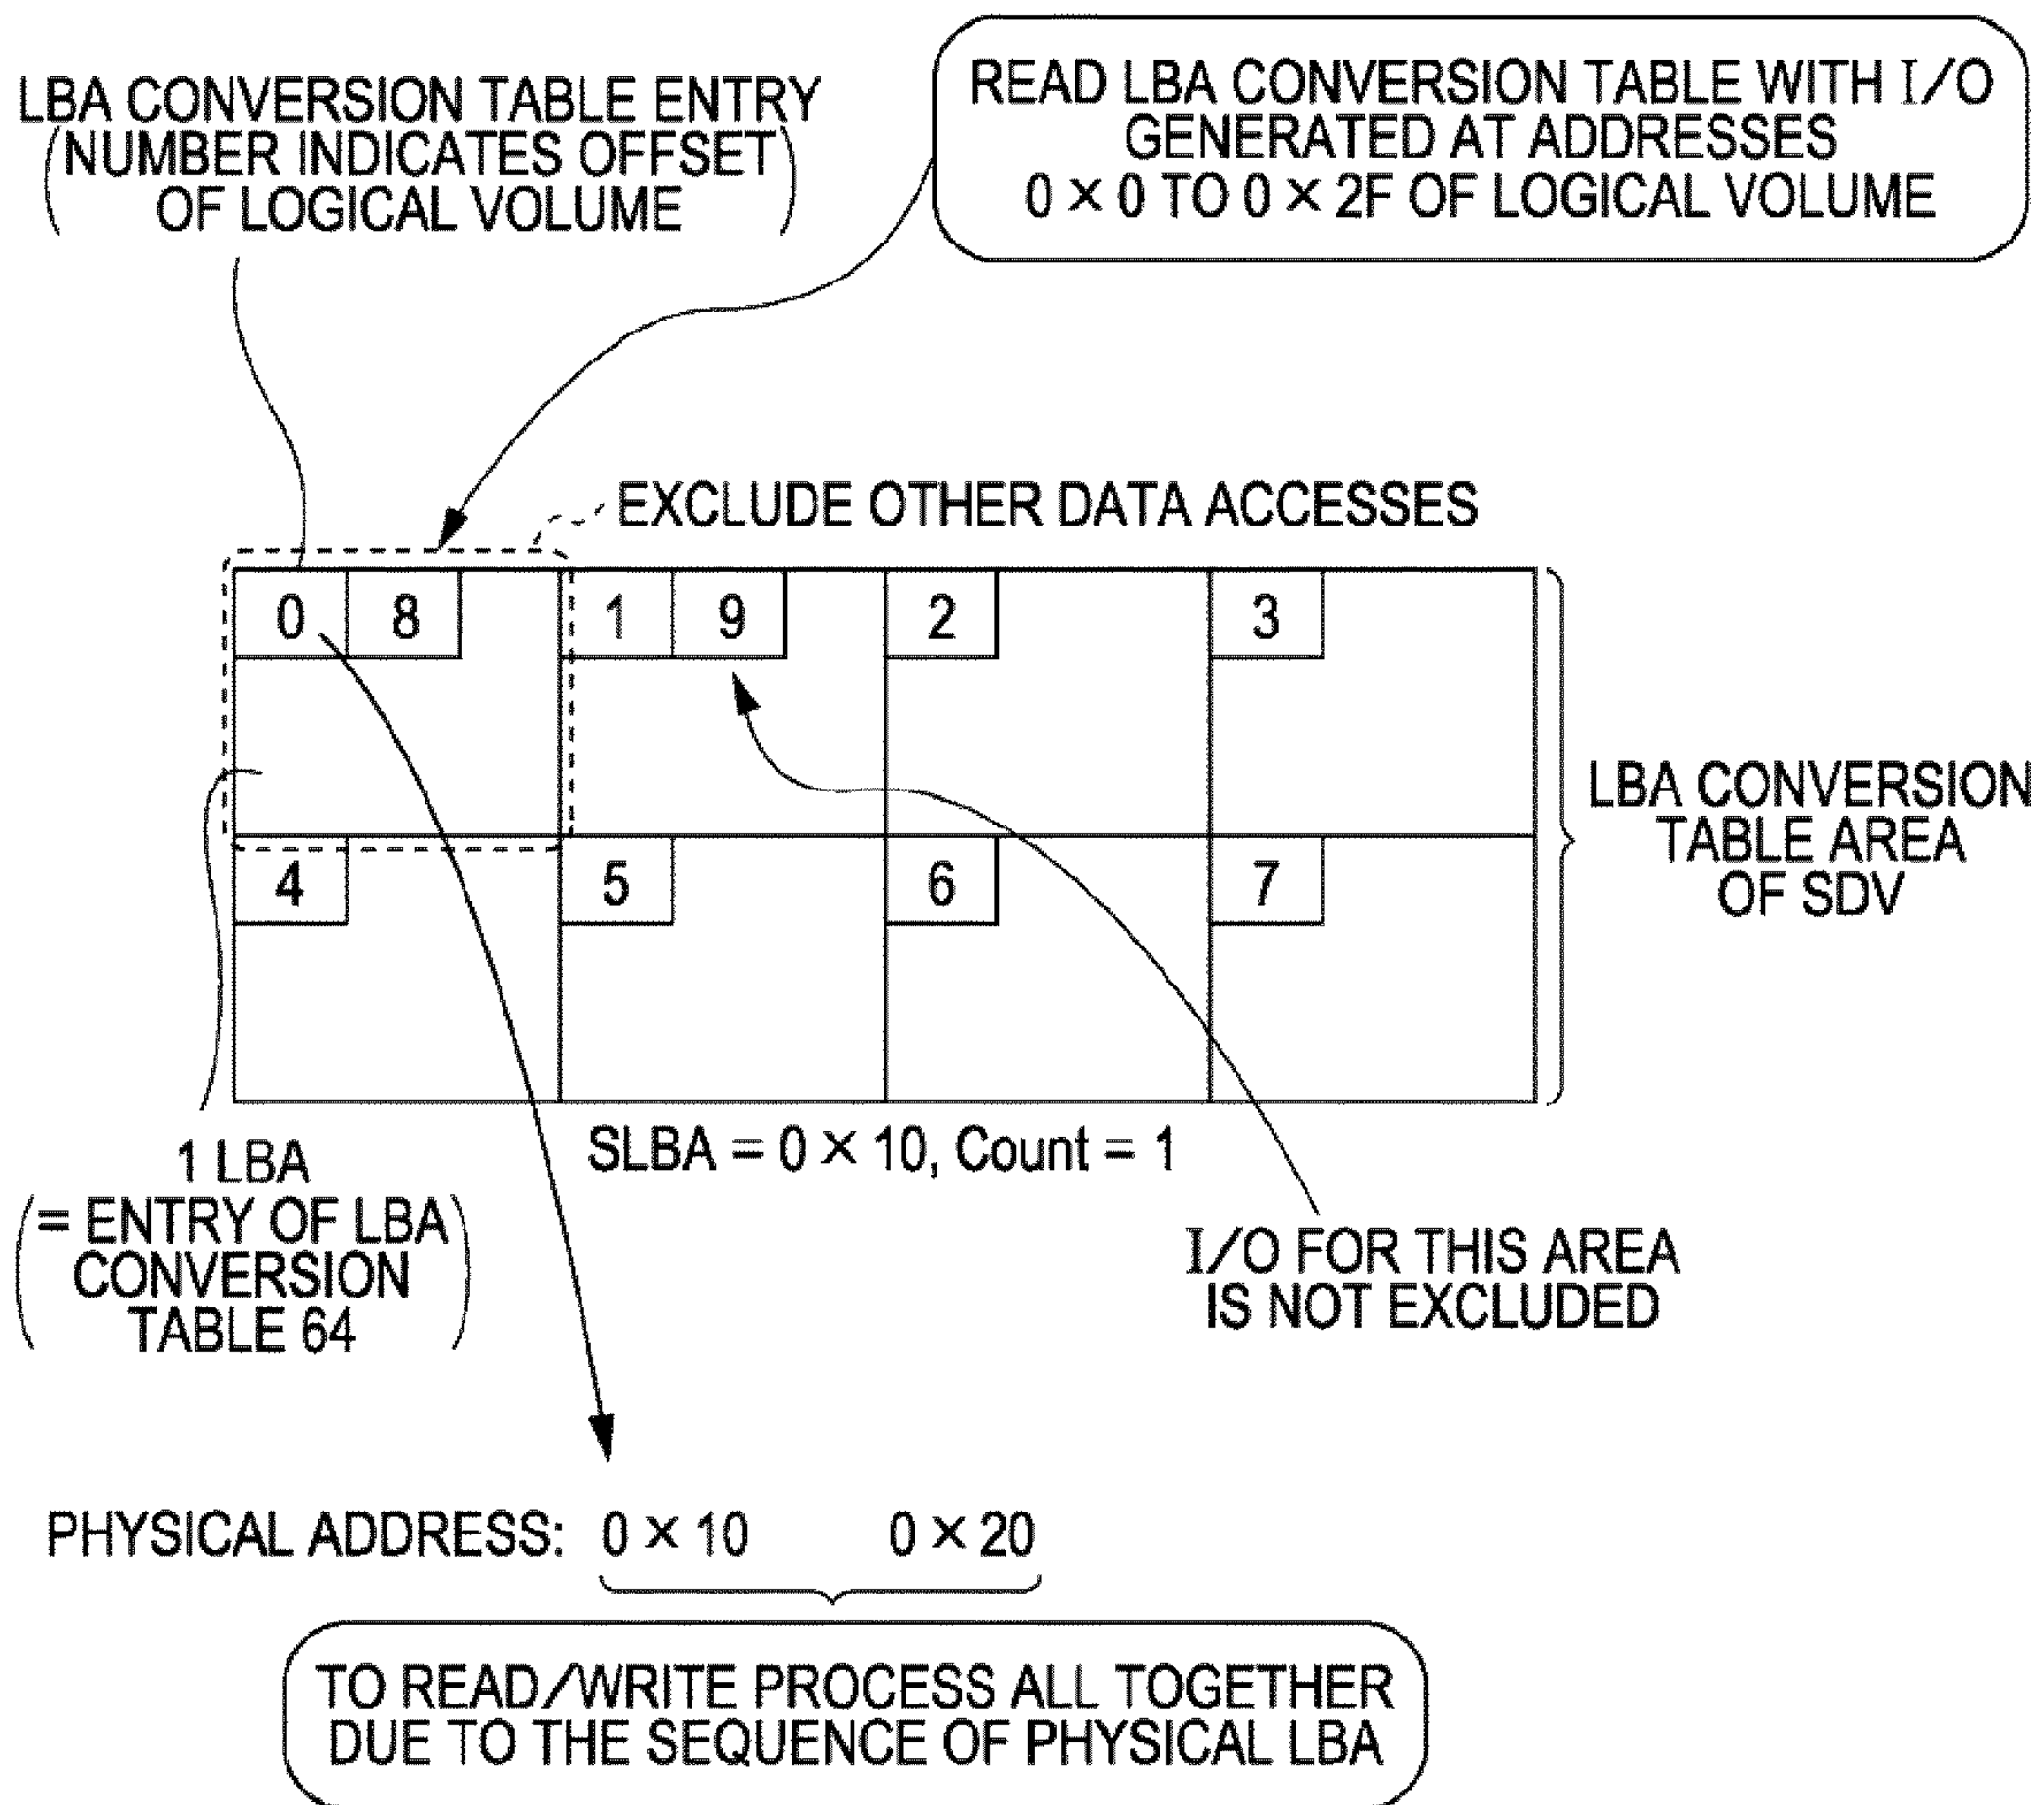 LBA CONVERSION TABLE ENTRY
(NUMBER INDICATES OFFSET
OF LOGICAL VOLUME)
READ LBA CONVERSION TABLE WITH I/O
GENERATED AT ADDRESSES
0 × 0 TO 0 × 2F OF LOGICAL VOLUME
EXCLUDE OTHER DATA ACCESSES
0 8 1 9 2 3
4 5 6 7
LBA CONVERSION
TABLE AREA
OF SDV
1 LBA
(= ENTRY OF LBA
CONVERSION
TABLE 64)
SLBA = 0 × 10, Count = 1
I/O FOR THIS AREA
IS NOT EXCLUDED
PHYSICAL ADDRESS: 0 × 10 0 × 20
TO READ/WRITE PROCESS ALL TOGETHER
DUE TO THE SEQUENCE OF PHYSICAL LBA